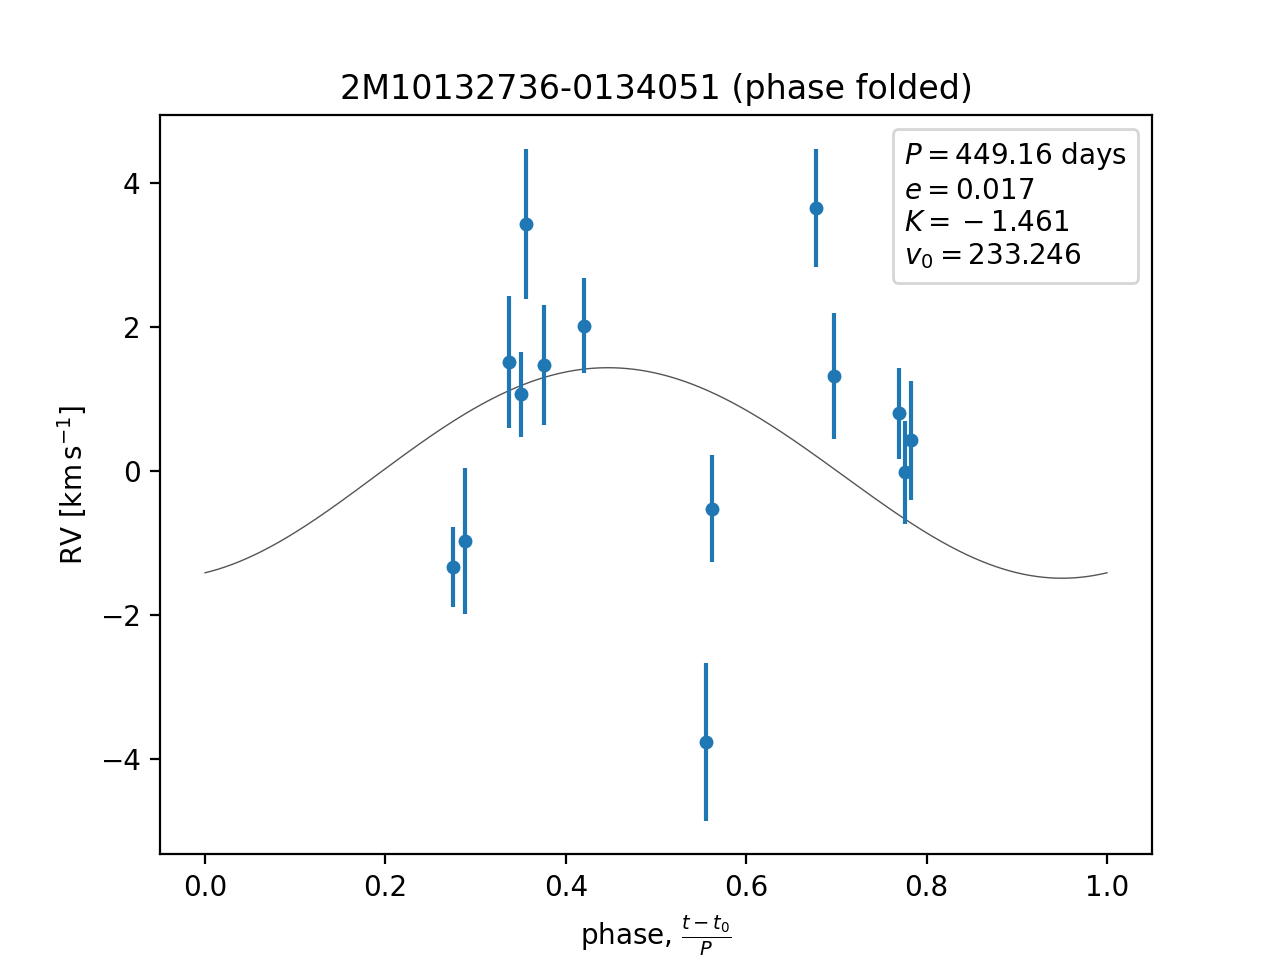 2M10132736-0134051 (phase folded)
P = 449.16 days
e = 0.017
K = −1.461
v₀ = 233.246
4
2
0
−2
−4
RV [km s⁻¹]
0.0 0.2 0.4 0.6 0.8 1.0
phase, (t − t₀)/P